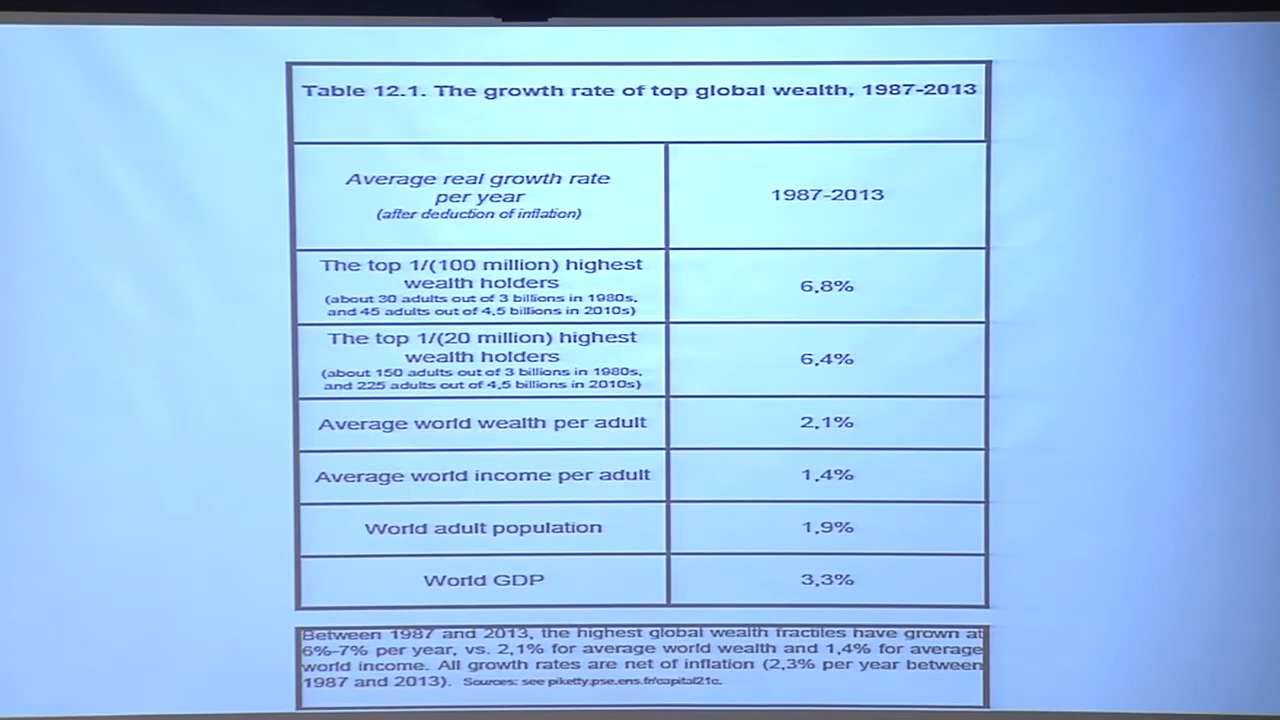 Table 12.1. The growth rate of top global wealth, 1987-2013
Average real growth rate
per year
(after deduction of inflation)
1987-2013
The top 1/(100 million) highest
wealth holders
(about 30 adults out of 3 billions in 1980s,
and 45 adults out of 4,5 billions in 2010s)
6,8%
The top 1/(20 million) highest
wealth holders
(about 150 adults out of 3 billions in 1980s,
and 225 adults out of 4,5 billions in 2010s)
6,4%
Average world wealth per adult
2,1%
Average world income per adult
1,4%
World adult population
1,9%
World GDP
3,3%
Between 1987 and 2013, the highest global wealth fractiles have grown at
6%-7% per year, vs. 2,1% for average world wealth and 1,4% for average
world income. All growth rates are net of inflation (2,3% per year between
1987 and 2013). Sources: see piketty.pse.ens.fr/capital21c.